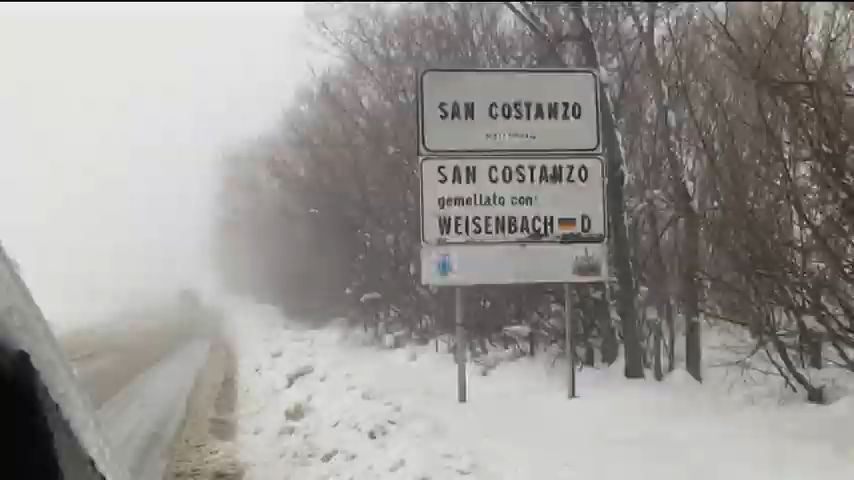 SAN COSTANZO
SAN COSTANZO
gemellato con:
WEISENBACH D